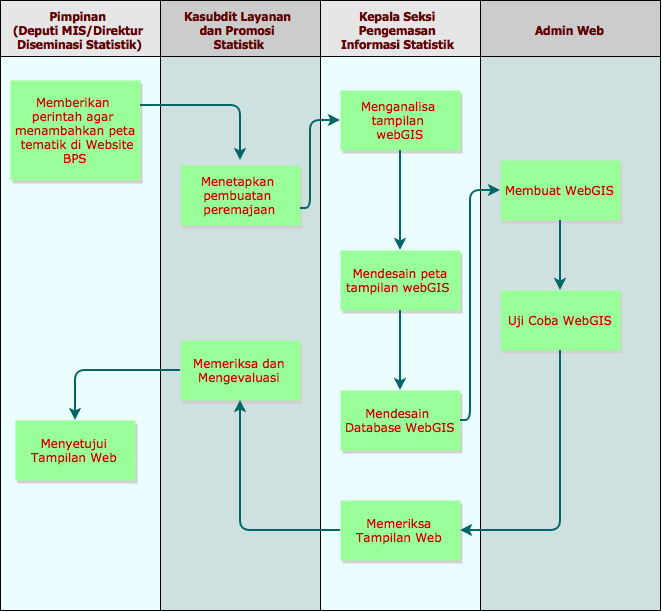 Pimpinan
(Deputi MIS/Direktur
Diseminasi Statistik)
Kasubdit Layanan
dan Promosi
Statistik
Kepala Seksi
Pengemasan
Informasi Statistik
Admin Web
Memberikan
perintah agar
menambahkan peta
tematik di Website
BPS
Menetapkan
pembuatan
peremajaan
Menganalisa
tampilan
webGIS
Mendesain peta
tampilan webGIS
Mendesain
Database WebGIS
Membuat WebGIS
Uji Coba WebGIS
Memeriksa
Tampilan Web
Memeriksa dan
Mengevaluasi
Menyetujui
Tampilan Web